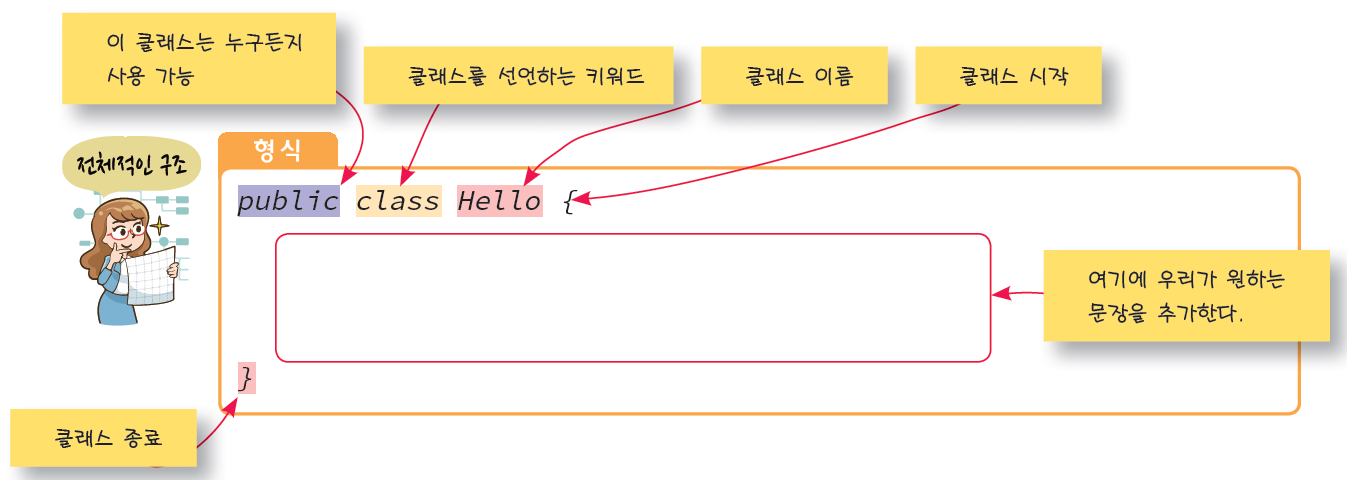 이 클래스는 누구든지
사용 가능
클래스를 선언하는 키워드
클래스 이름
클래스 시작
전체적인 구조
형식
public class Hello {
여기에 우리가 원하는
문장을 추가한다.
}
클래스 종료